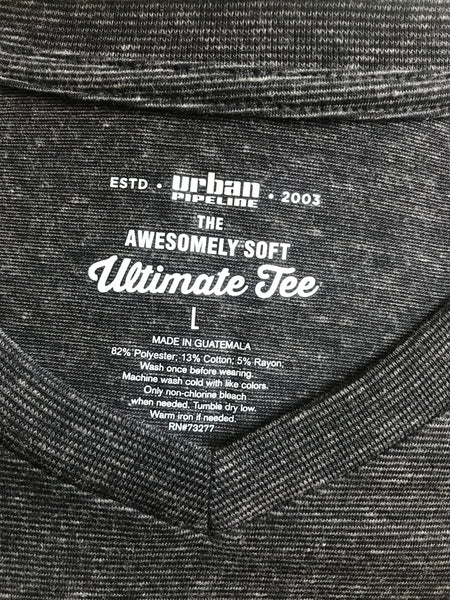 ESTD • urban PIPELINE • 2003
THE
AWESOMELY SOFT
Ultimate Tee
L
MADE IN GUATEMALA
82% Polyester; 13% Cotton; 5% Rayon;
Wash once before wearing.
Machine wash cold with like colors.
Only non-chlorine bleach
when needed. Tumble dry low.
Warm iron if needed.
RN#73277